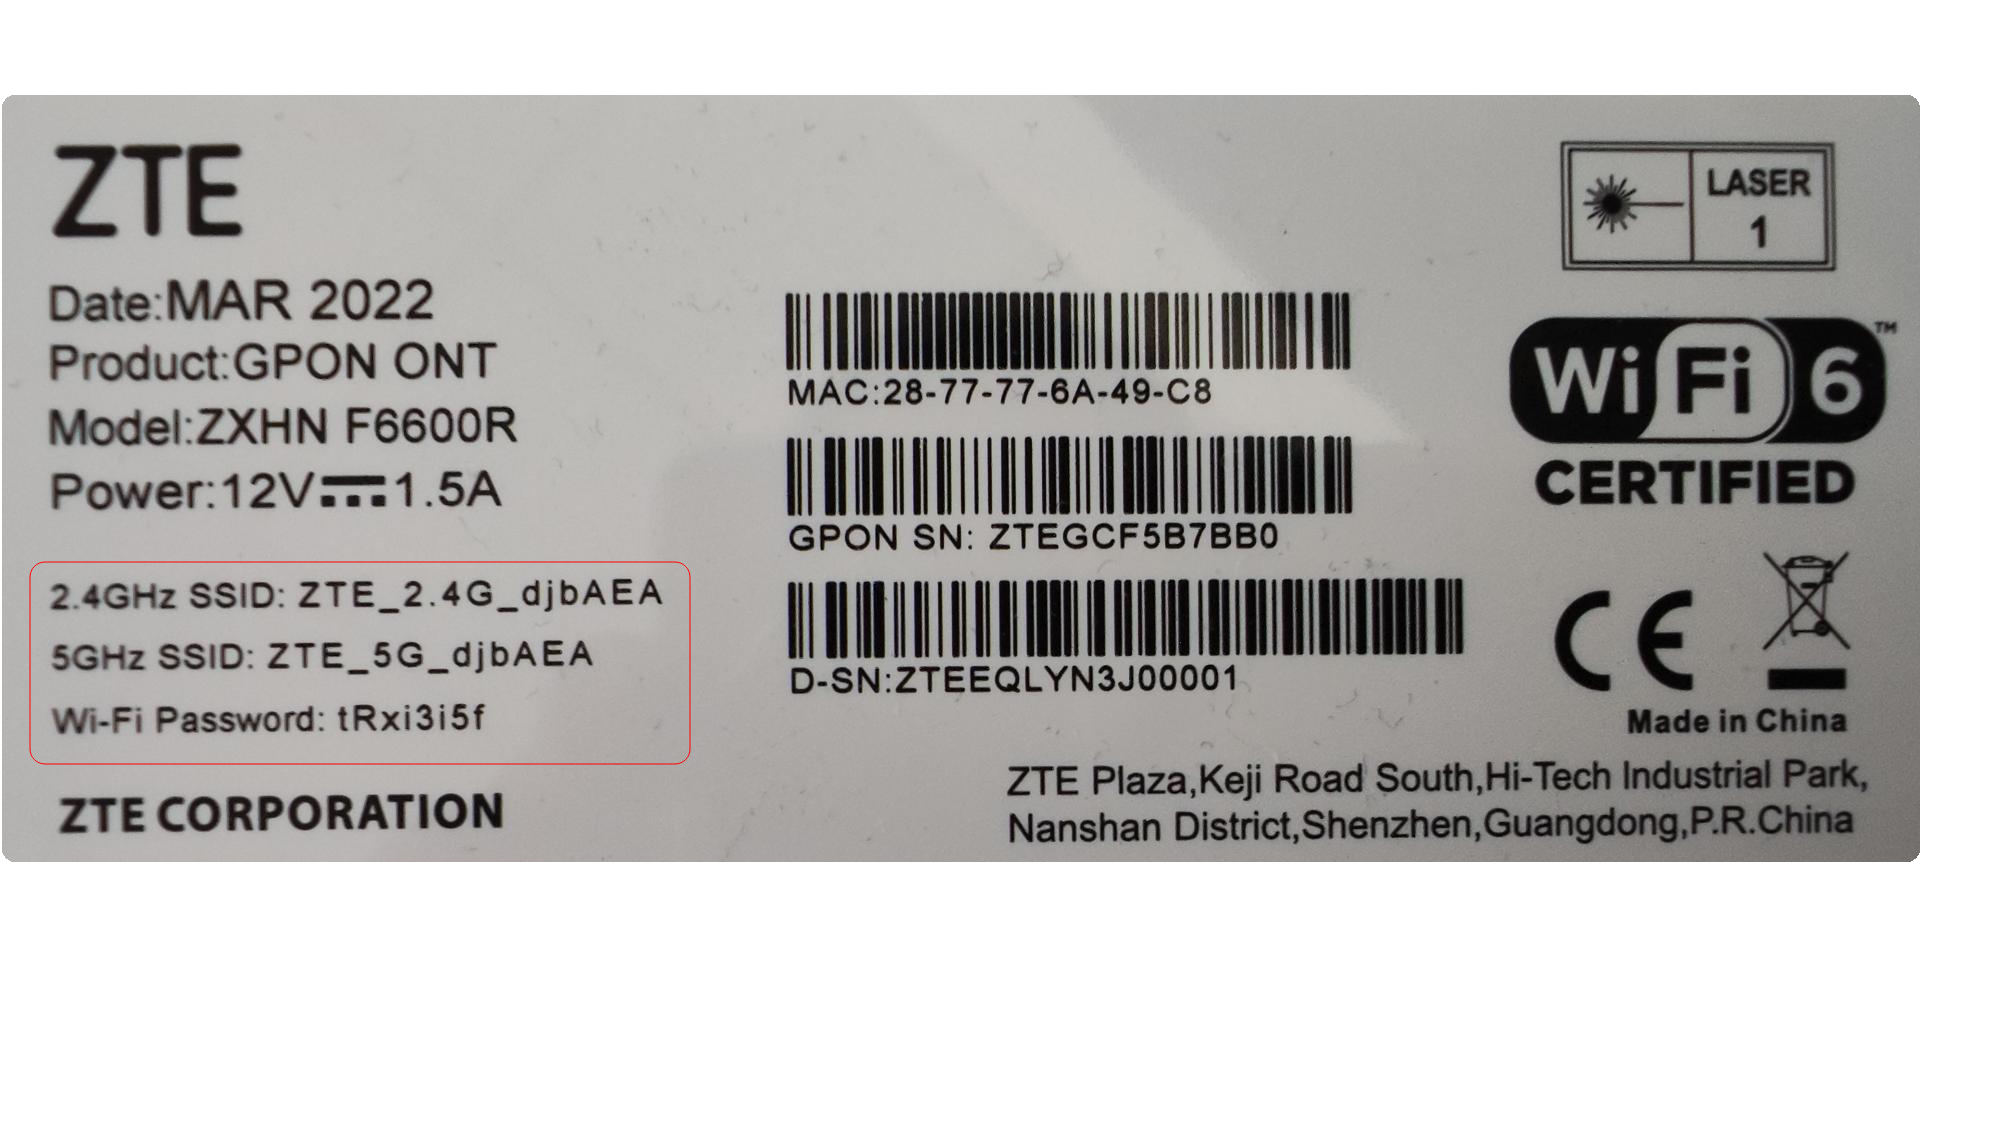 ZTE
Date:MAR 2022
Product:GPON ONT
Model:ZXHN F6600R
Power:12V⎓1.5A
2.4GHz SSID: ZTE_2.4G_djbAEA
5GHz SSID: ZTE_5G_djbAEA
Wi-Fi Password: tRxi3i5f
ZTE CORPORATION
MAC:28-77-77-6A-49-C8
GPON SN: ZTEGCF5B7BB0
D-SN:ZTEEQLYN3J00001
LASER
1
Wi Fi 6™
CERTIFIED
CE
Made in China
ZTE Plaza,Keji Road South,Hi-Tech Industrial Park,
Nanshan District,Shenzhen,Guangdong,P.R.China